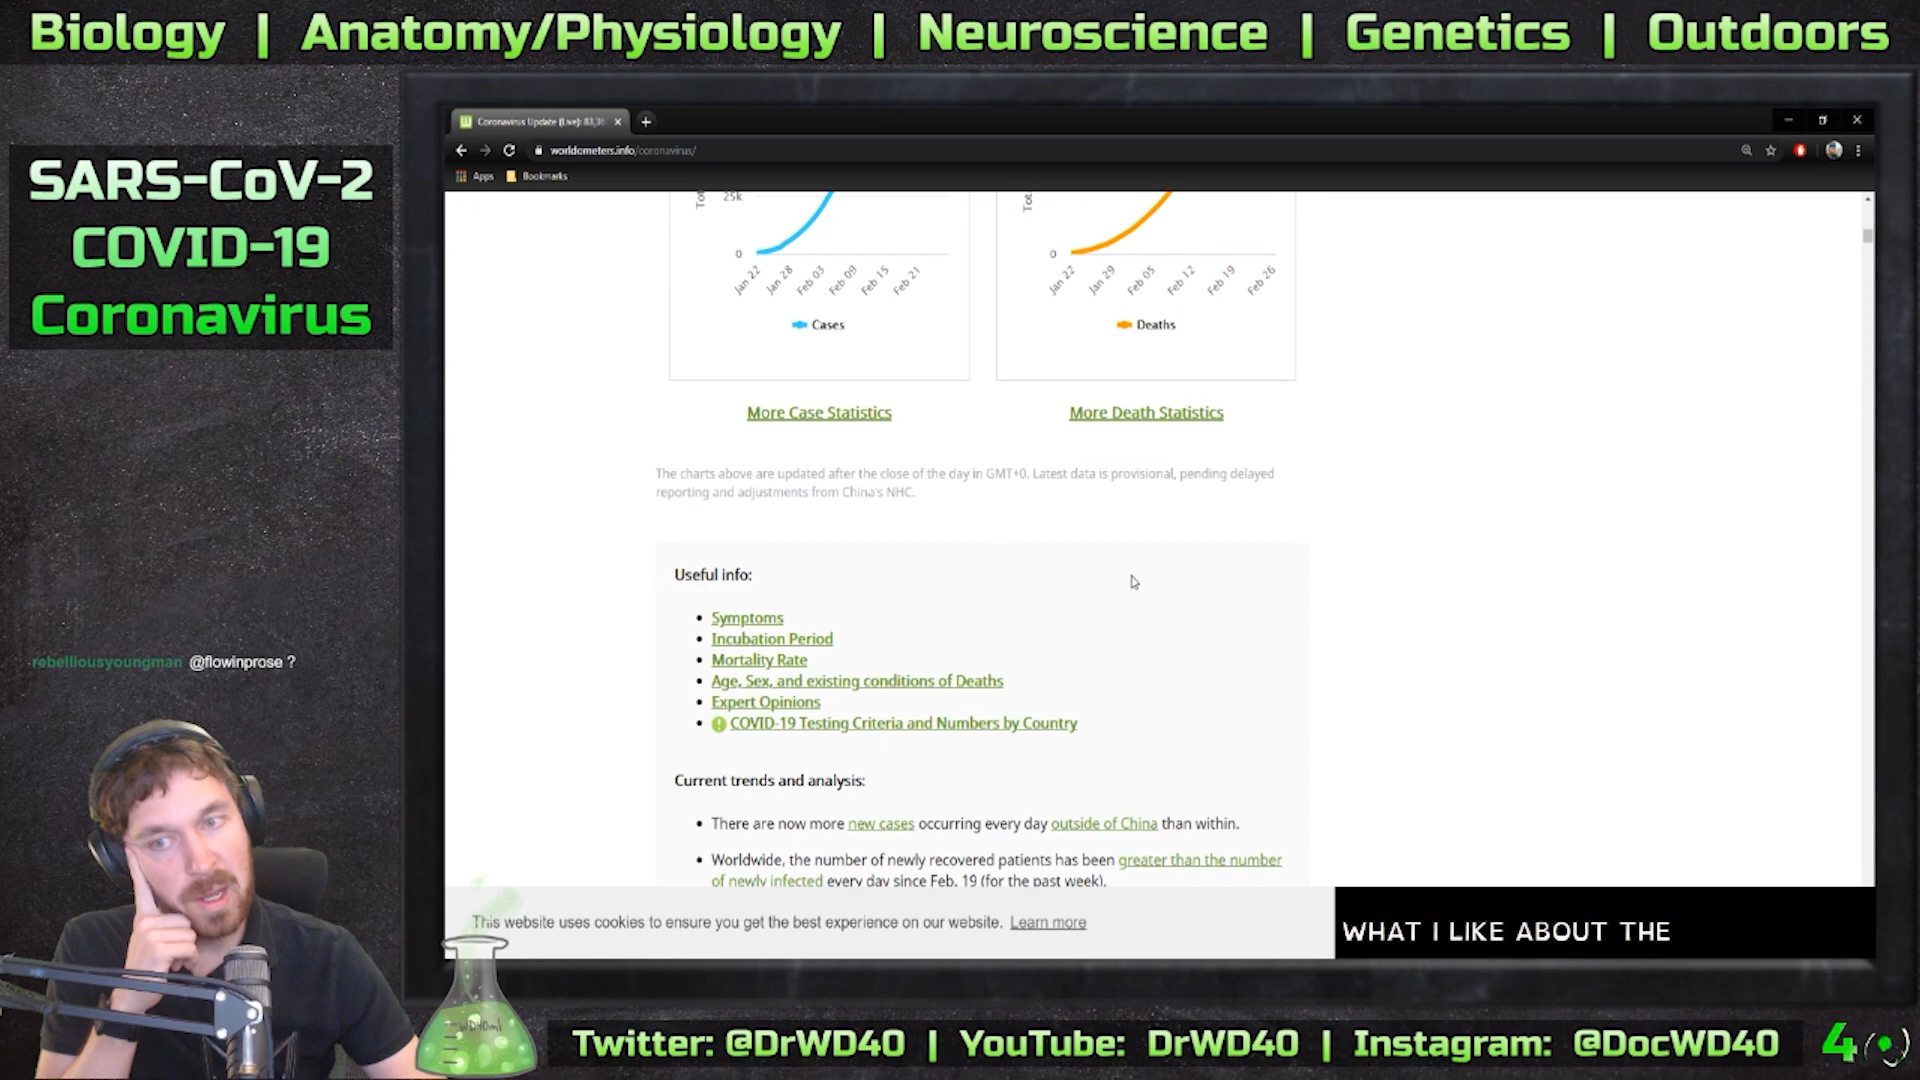 Biology | Anatomy/Physiology | Neuroscience | Genetics | Outdoors
SARS-CoV-2
COVID-19
Coronavirus
rebelliousyoungman @flowinprose ?
Coronavirus Update (Live): 83,3
worldometers.info/coronavirus/
Apps Bookmarks
25k
0
Jan 22 Jan 28 Feb 03 Feb 09 Feb 15 Feb 21
Cases
0
Jan 22 Jan 29 Feb 05 Feb 12 Feb 19 Feb 26
Deaths
More Case Statistics
More Death Statistics
The charts above are updated after the close of the day in GMT+0. Latest data is provisional, pending delayed
reporting and adjustments from China's NHC.
Useful info:
Symptoms
Incubation Period
Mortality Rate
Age, Sex, and existing conditions of Deaths
Expert Opinions
COVID-19 Testing Criteria and Numbers by Country
Current trends and analysis:
There are now more new cases occurring every day outside of China than within.
Worldwide, the number of newly recovered patients has been greater than the number
of newly infected every day since Feb. 19 (for the past week).
This website uses cookies to ensure you get the best experience on our website. Learn more
WHAT I LIKE ABOUT THE
WD40ml
Twitter: @DrWD40 | YouTube: DrWD40 | Instagram: @DocWD40
4